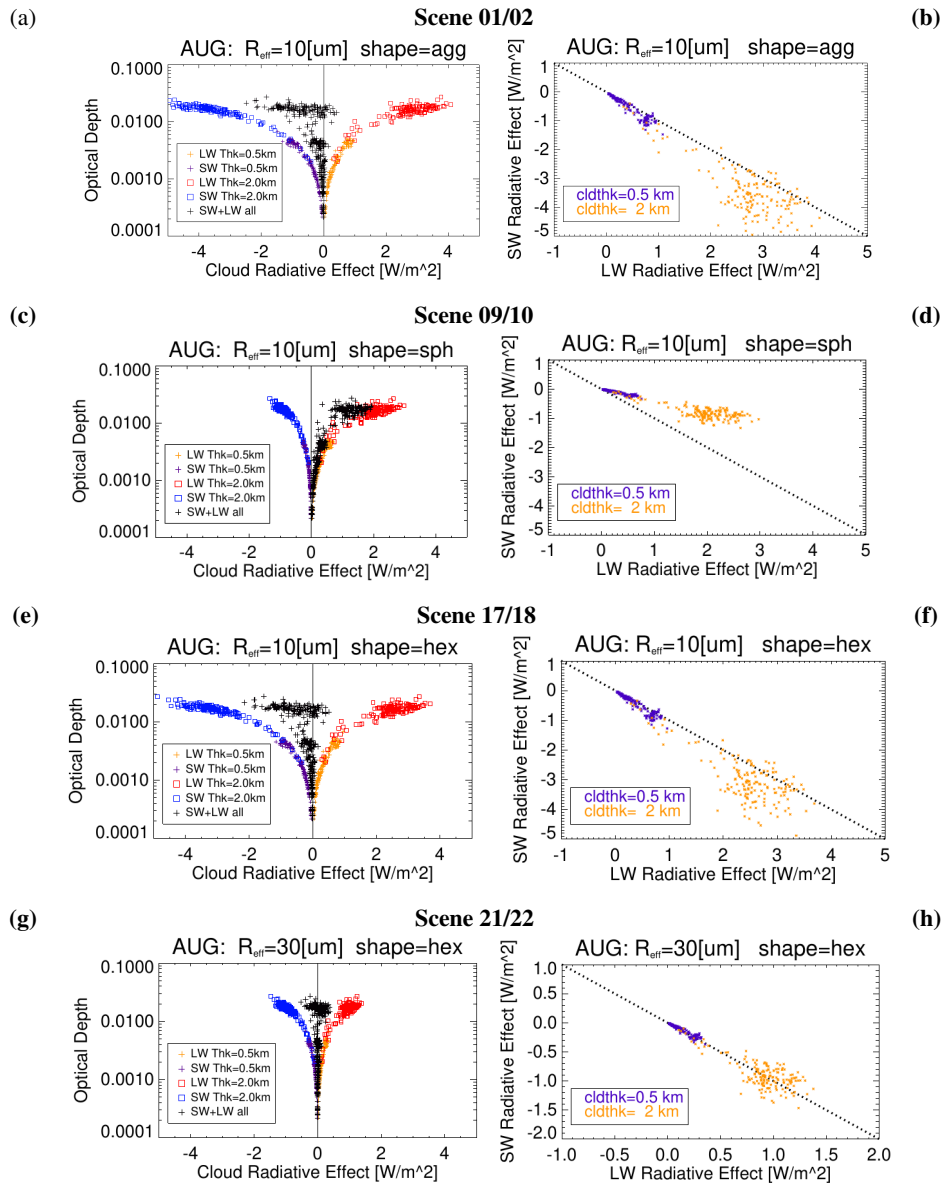 (a) Scene 01/02 (b)
AUG: Reff=10[um] shape=agg
0.1000
0.0100
0.0010
0.0001
Optical Depth
LW Thk=0.5km
SW Thk=0.5km
LW Thk=2.0km
SW Thk=2.0km
SW+LW all
-4 -2 0 2 4
Cloud Radiative Effect [W/m^2]
AUG: Reff=10[um] shape=agg
1
0
-1
-2
-3
-4
-5
SW Radiative Effect [W/m^2]
cldthk=0.5 km
cldthk= 2 km
-1 0 1 2 3 4 5
LW Radiative Effect [W/m^2]
(c) Scene 09/10 (d)
AUG: Reff=10[um] shape=sph
0.1000
0.0100
0.0010
0.0001
Optical Depth
LW Thk=0.5km
SW Thk=0.5km
LW Thk=2.0km
SW Thk=2.0km
SW+LW all
-4 -2 0 2 4
Cloud Radiative Effect [W/m^2]
AUG: Reff=10[um] shape=sph
1
0
-1
-2
-3
-4
-5
SW Radiative Effect [W/m^2]
cldthk=0.5 km
cldthk= 2 km
-1 0 1 2 3 4 5
LW Radiative Effect [W/m^2]
(e) Scene 17/18 (f)
AUG: Reff=10[um] shape=hex
0.1000
0.0100
0.0010
0.0001
Optical Depth
LW Thk=0.5km
SW Thk=0.5km
LW Thk=2.0km
SW Thk=2.0km
SW+LW all
-4 -2 0 2 4
Cloud Radiative Effect [W/m^2]
AUG: Reff=10[um] shape=hex
1
0
-1
-2
-3
-4
-5
SW Radiative Effect [W/m^2]
cldthk=0.5 km
cldthk= 2 km
-1 0 1 2 3 4 5
LW Radiative Effect [W/m^2]
(g) Scene 21/22 (h)
AUG: Reff=30[um] shape=hex
0.1000
0.0100
0.0010
0.0001
Optical Depth
LW Thk=0.5km
SW Thk=0.5km
LW Thk=2.0km
SW Thk=2.0km
SW+LW all
-4 -2 0 2 4
Cloud Radiative Effect [W/m^2]
AUG: Reff=30[um] shape=hex
1.0
0.5
0.0
-0.5
-1.0
-1.5
-2.0
SW Radiative Effect [W/m^2]
cldthk=0.5 km
cldthk= 2 km
-1.0 -0.5 0.0 0.5 1.0 1.5 2.0
LW Radiative Effect [W/m^2]